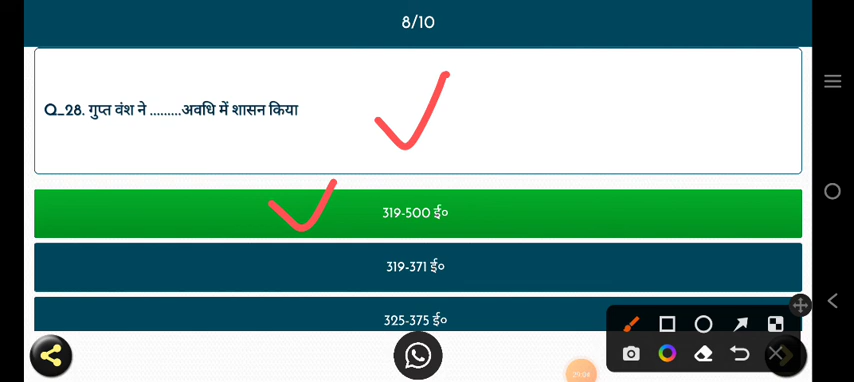 8/10
Q_28. गुप्त वंश ने .........अवधि में शासन किया
319-500 ई०
319-371 ई०
325-375 ई०